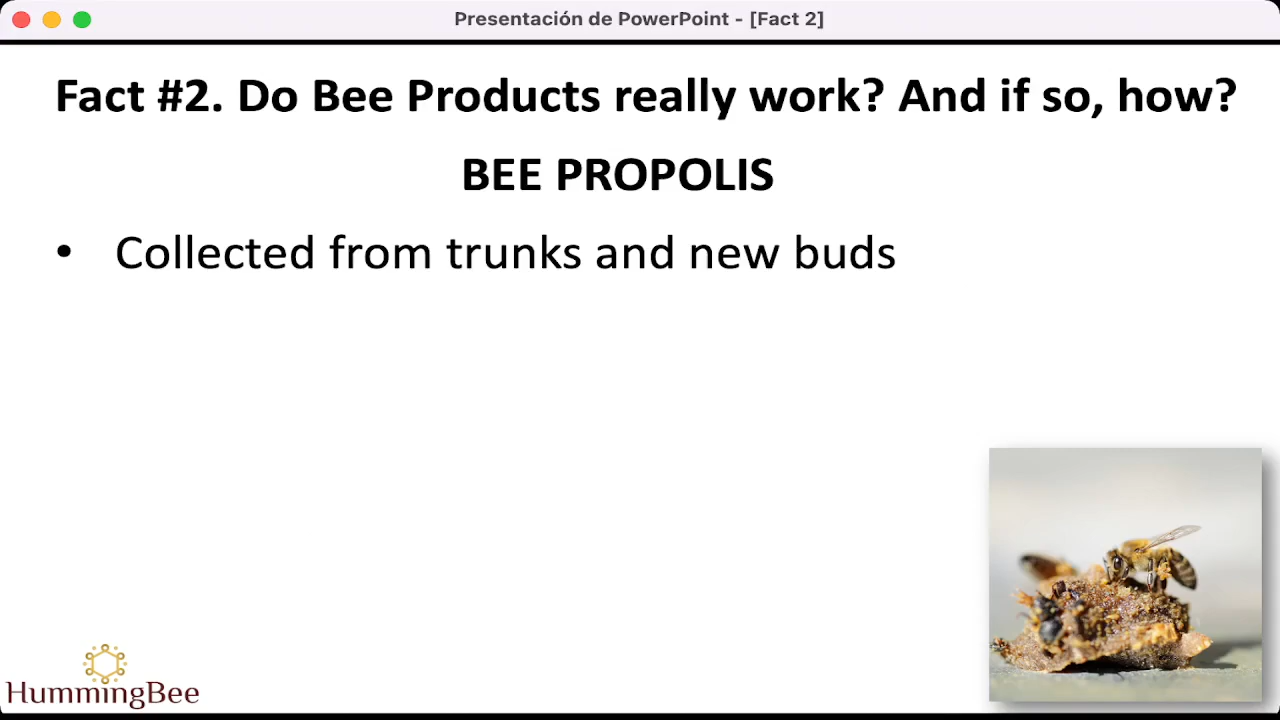 Presentación de PowerPoint - [Fact 2]
Fact #2. Do Bee Products really work? And if so, how?
BEE PROPOLIS
• Collected from trunks and new buds
HummingBee